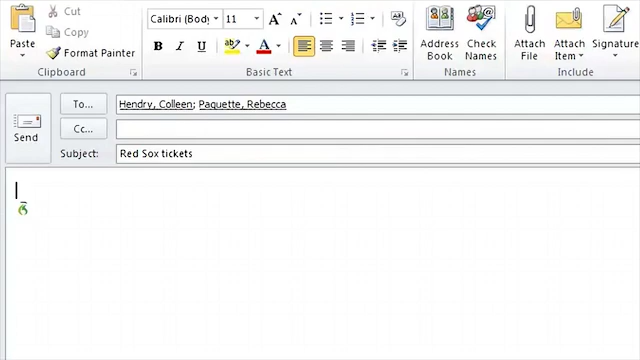 Cut
Calibri (Body) 11
Copy
Paste
Format Painter
B I U
A
Address Book
Check Names
Attach File
Attach Item
Signature
Clipboard
Basic Text
Names
Include
To... Hendry, Colleen; Paquette, Rebecca
Cc...
Send
Subject: Red Sox tickets